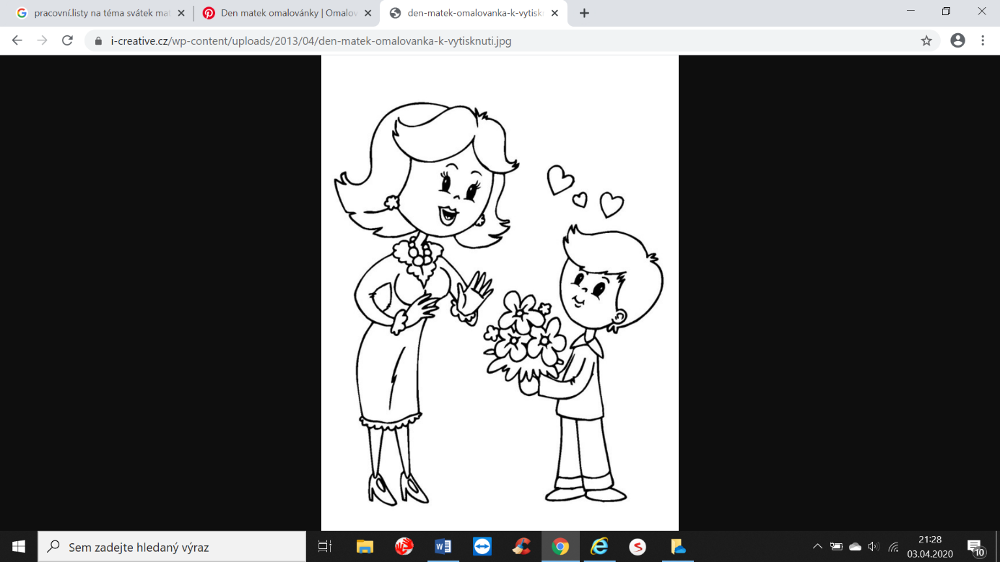 pracovní.listy na téma svátek mat
Den matek omalovánky | Omalov
den-matek-omalovanka-k-vytiskn
i-creative.cz/wp-content/uploads/2013/04/den-matek-omalovanka-k-vytisknuti.jpg
Sem zadejte hledaný výraz
21:28
03.04.2020
10